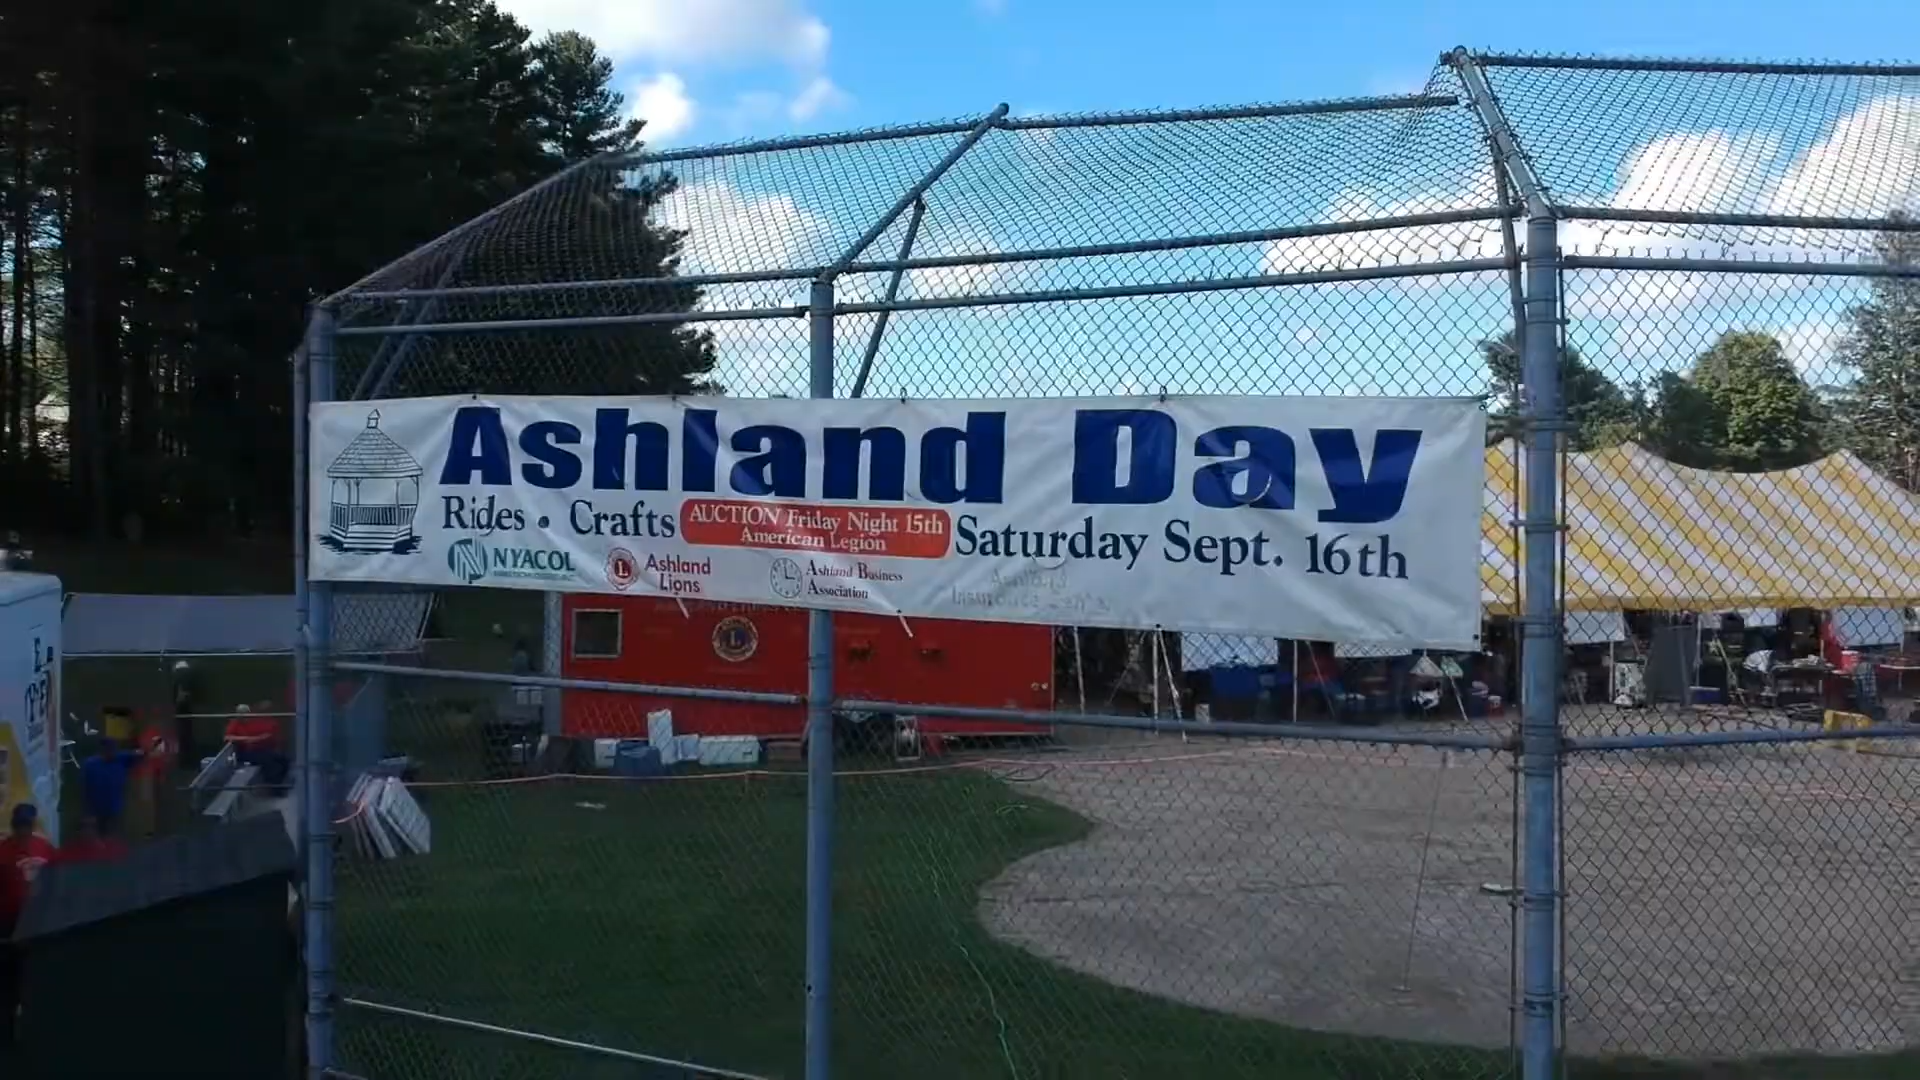 Ashland Day
Rides • Crafts
AUCTION Friday Night 15th
American Legion
Saturday Sept. 16th
NYACOL
Ashland
Lions
Ashland Business
Association